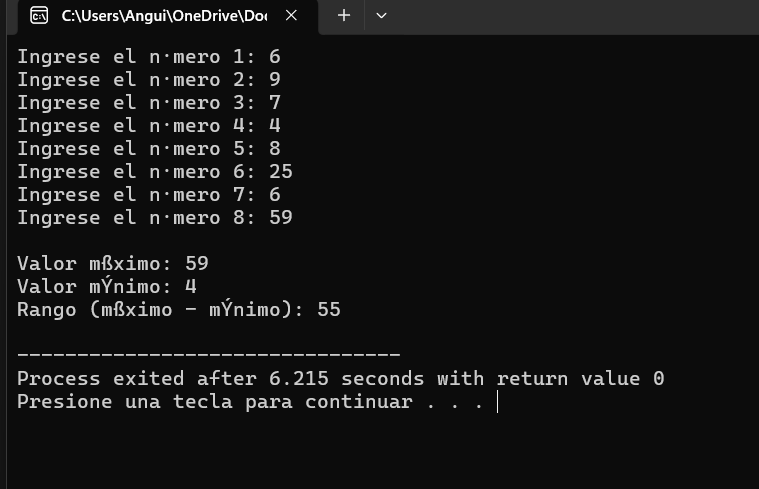 C:\Users\Angui\OneDrive\Doc
Ingrese el n·mero 1: 6
Ingrese el n·mero 2: 9
Ingrese el n·mero 3: 7
Ingrese el n·mero 4: 4
Ingrese el n·mero 5: 8
Ingrese el n·mero 6: 25
Ingrese el n·mero 7: 6
Ingrese el n·mero 8: 59
Valor mßximo: 59
Valor mÝnimo: 4
Rango (mßximo - mÝnimo): 55
--------------------------------
Process exited after 6.215 seconds with return value 0
Presione una tecla para continuar . . .